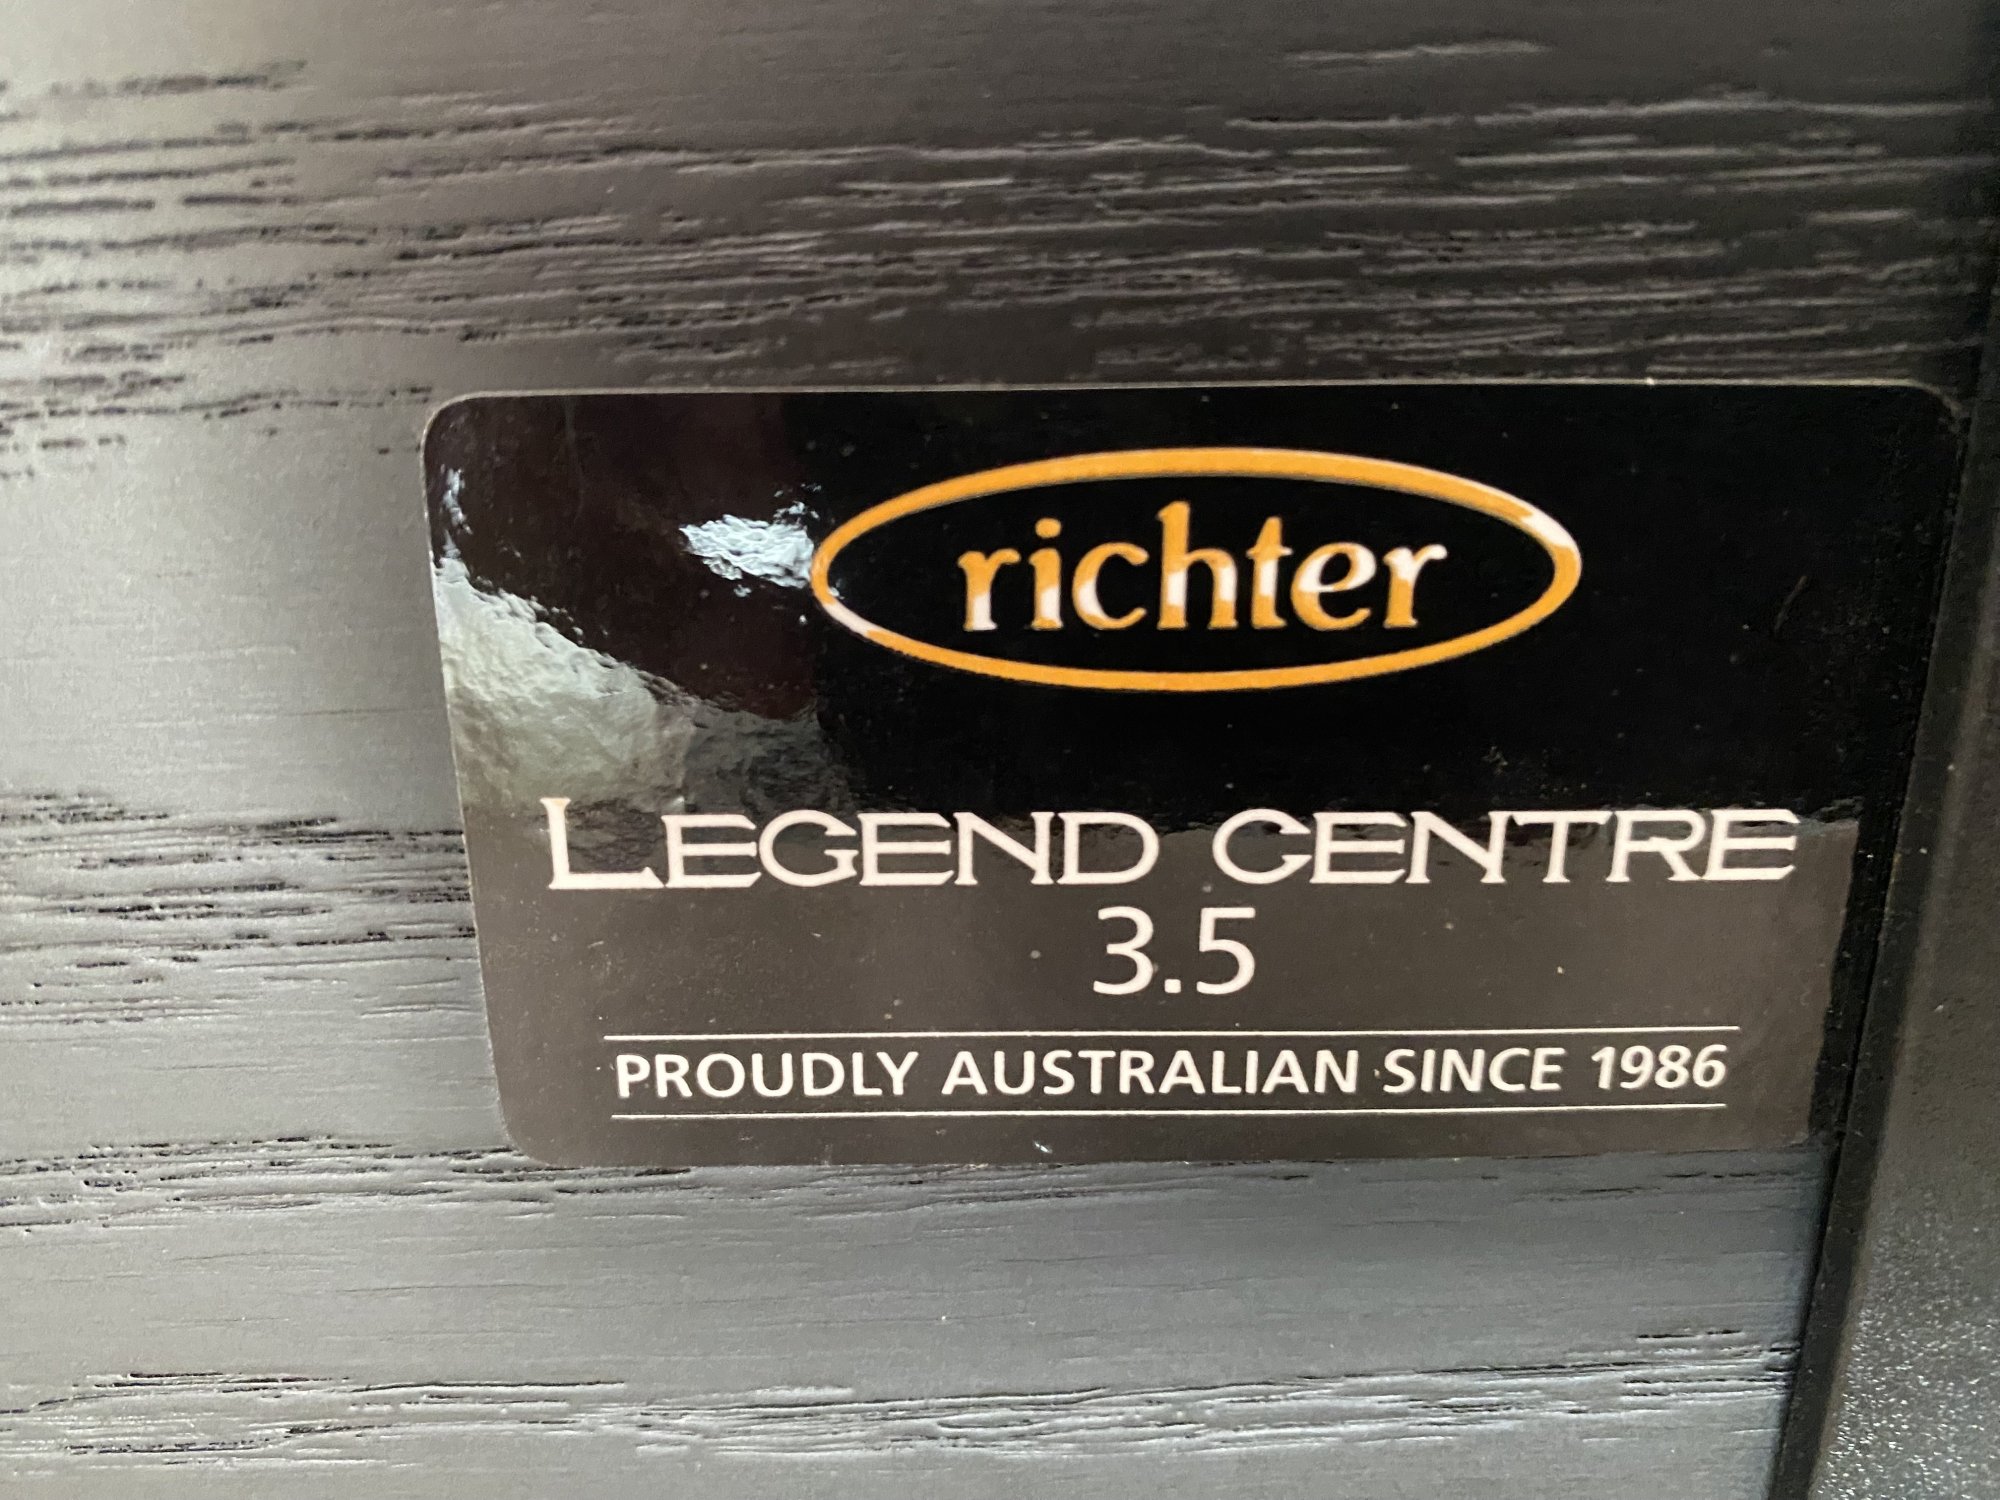 richter
LEGEND CENTRE
3.5
PROUDLY AUSTRALIAN SINCE 1986